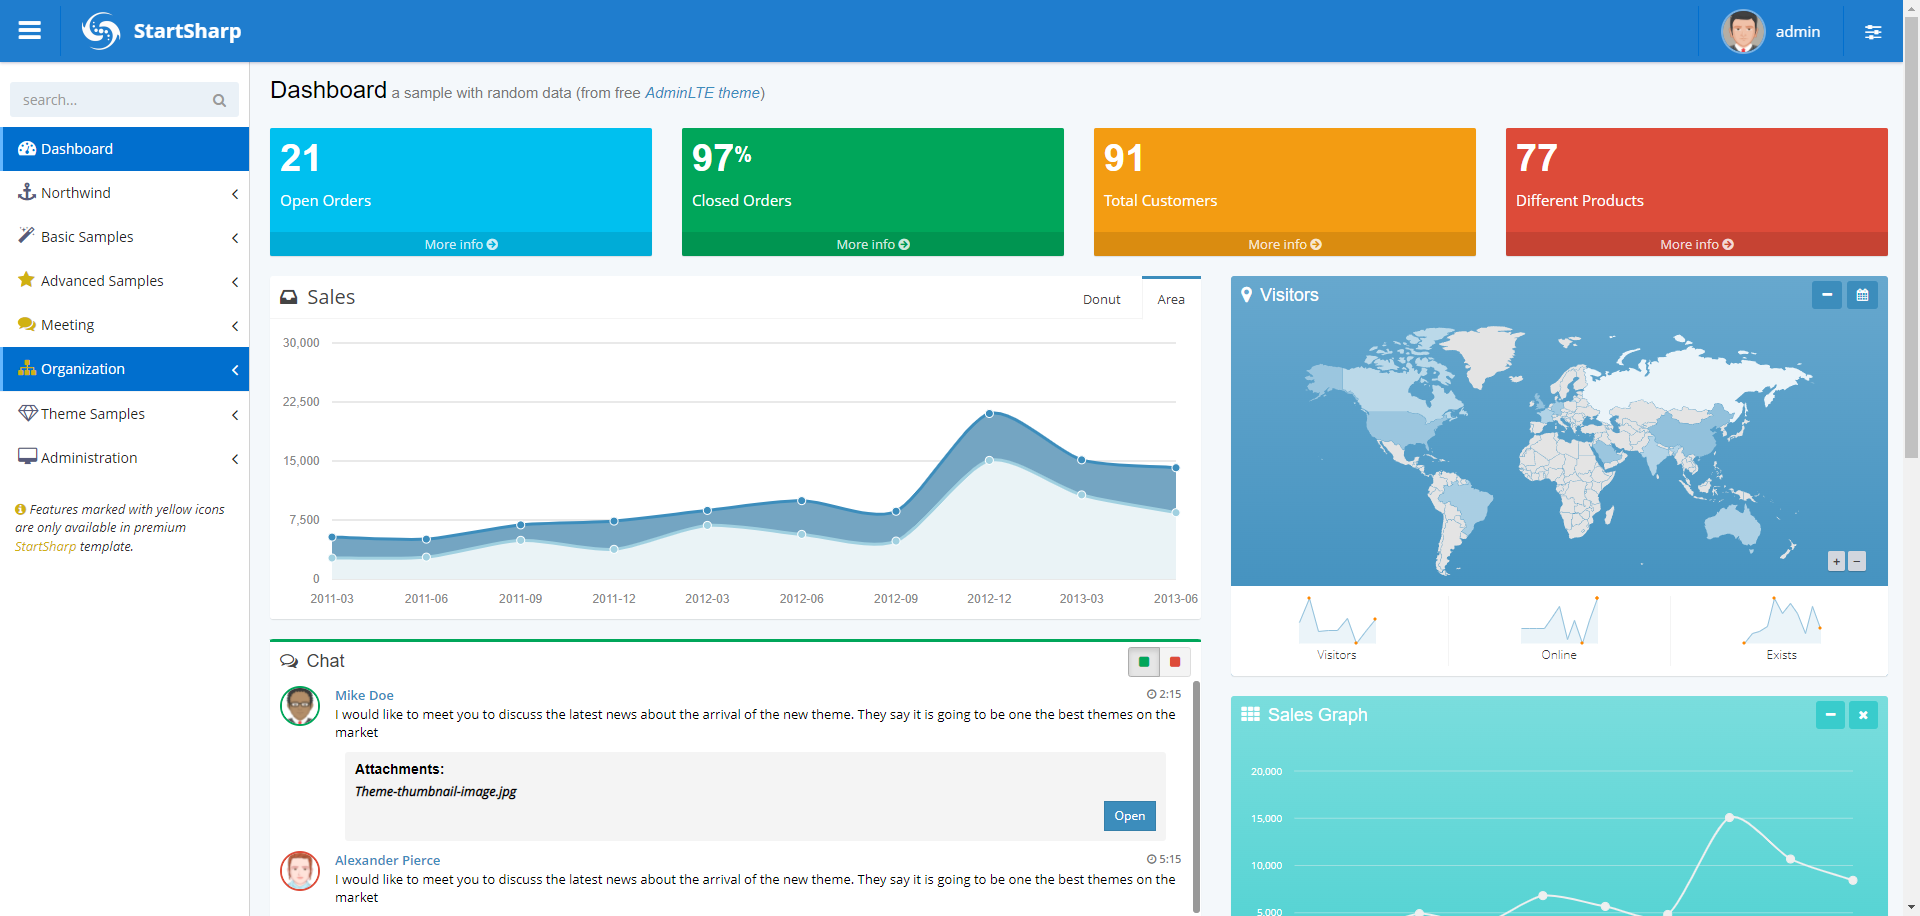 StartSharp
admin
search...
Dashboard
Northwind
Basic Samples
Advanced Samples
Meeting
Organization
Theme Samples
Administration
Features marked with yellow icons
are only available in premium
StartSharp template.
Dashboard a sample with random data (from free AdminLTE theme)
21
Open Orders
More info
97%
Closed Orders
More info
91
Total Customers
More info
77
Different Products
More info
Sales
Donut
Area
30,000
22,500
15,000
7,500
0
2011-03
2011-06
2011-09
2011-12
2012-03
2012-06
2012-09
2012-12
2013-03
2013-06
Visitors
+
−
Visitors
Online
Exists
Chat
Mike Doe
2:15
I would like to meet you to discuss the latest news about the arrival of the new theme. They say it is going to be one the best themes on the
market
Attachments:
Theme-thumbnail-image.jpg
Open
Alexander Pierce
5:15
I would like to meet you to discuss the latest news about the arrival of the new theme. They say it is going to be one the best themes on the
market
Sales Graph
20,000
15,000
10,000
5,000